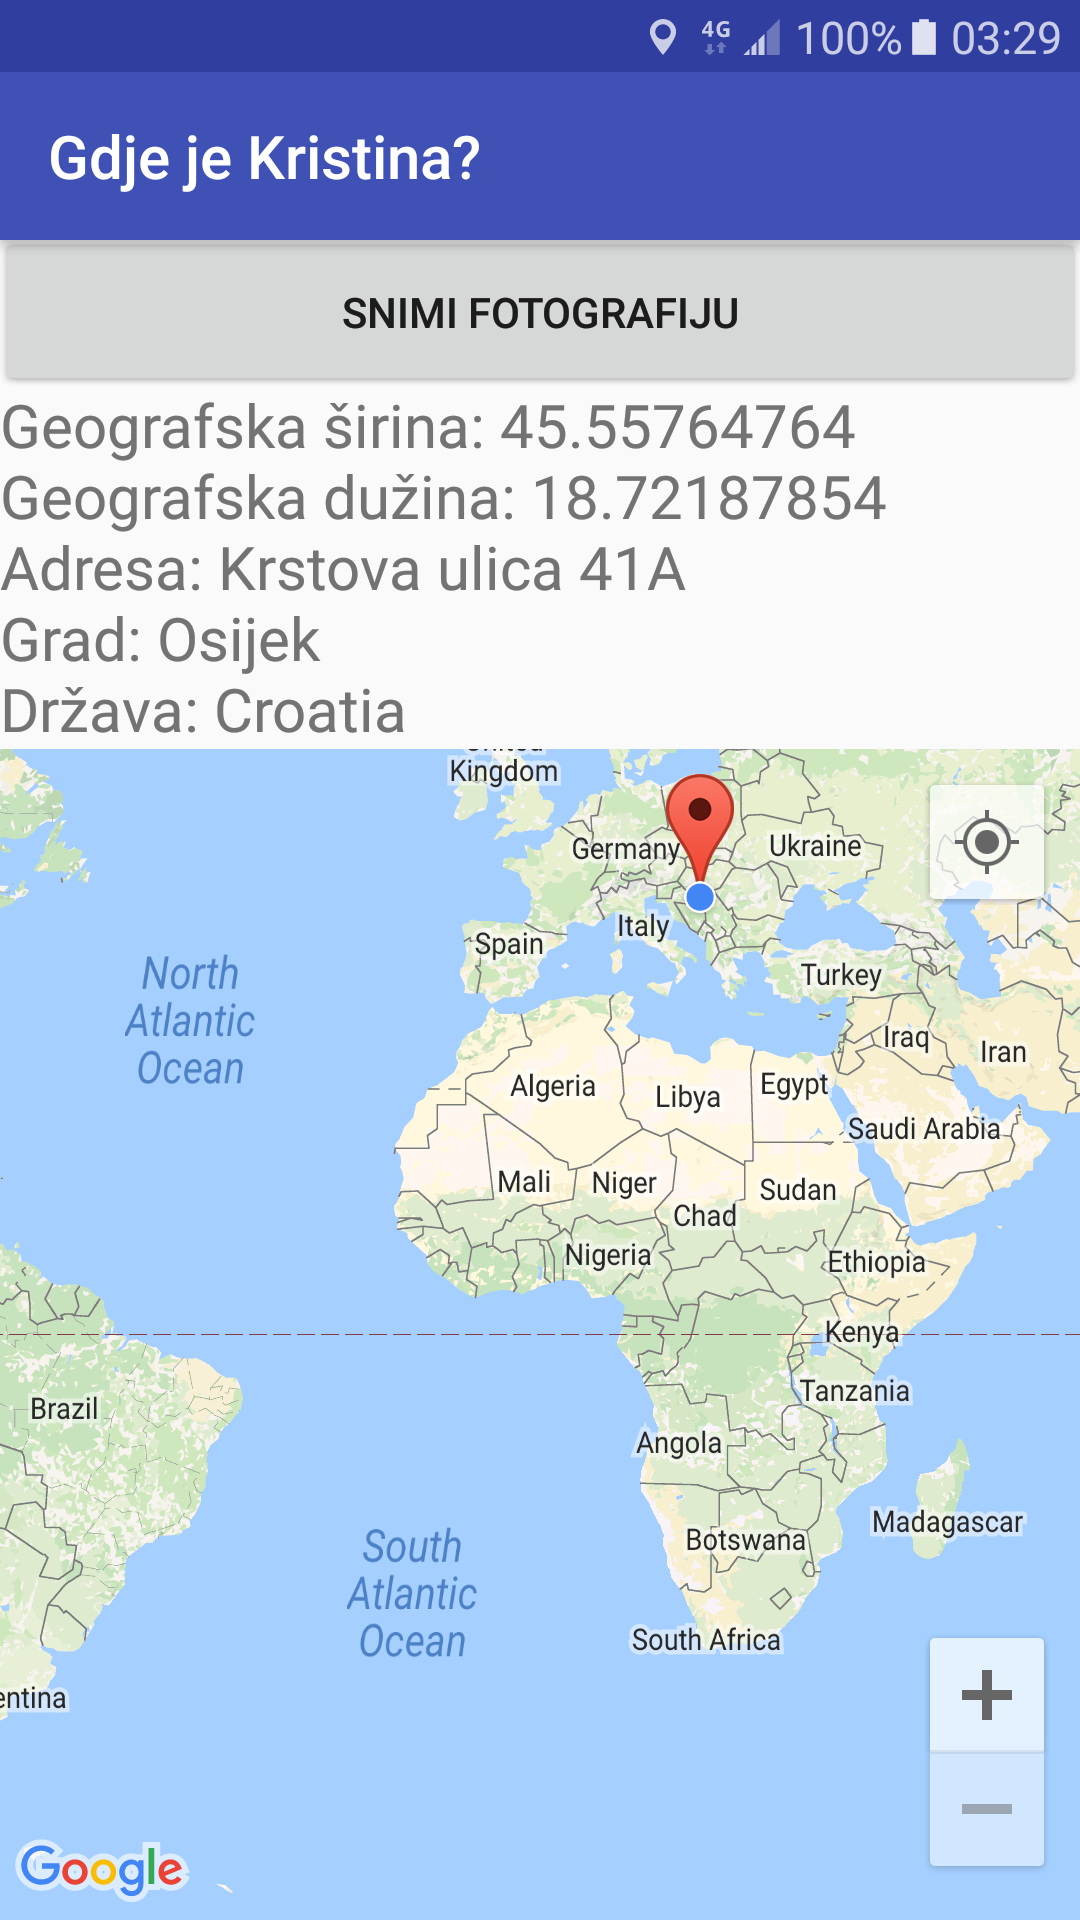 4G 100% 03:29
Gdje je Kristina?
SNIMI FOTOGRAFIJU
Geografska širina: 45.55764764
Geografska dužina: 18.72187854
Adresa: Krstova ulica 41A
Grad: Osijek
Država: Croatia
United
Kingdom
Germany
Ukraine
Italy
Spain
Turkey
North
Atlantic
Ocean
Iraq
Iran
Algeria
Libya
Egypt
Saudi Arabia
Mali
Niger
Sudan
Chad
Nigeria
Ethiopia
Kenya
Tanzania
Brazil
Angola
Madagascar
Botswana
South
Atlantic
Ocean
South Africa
entina
Google